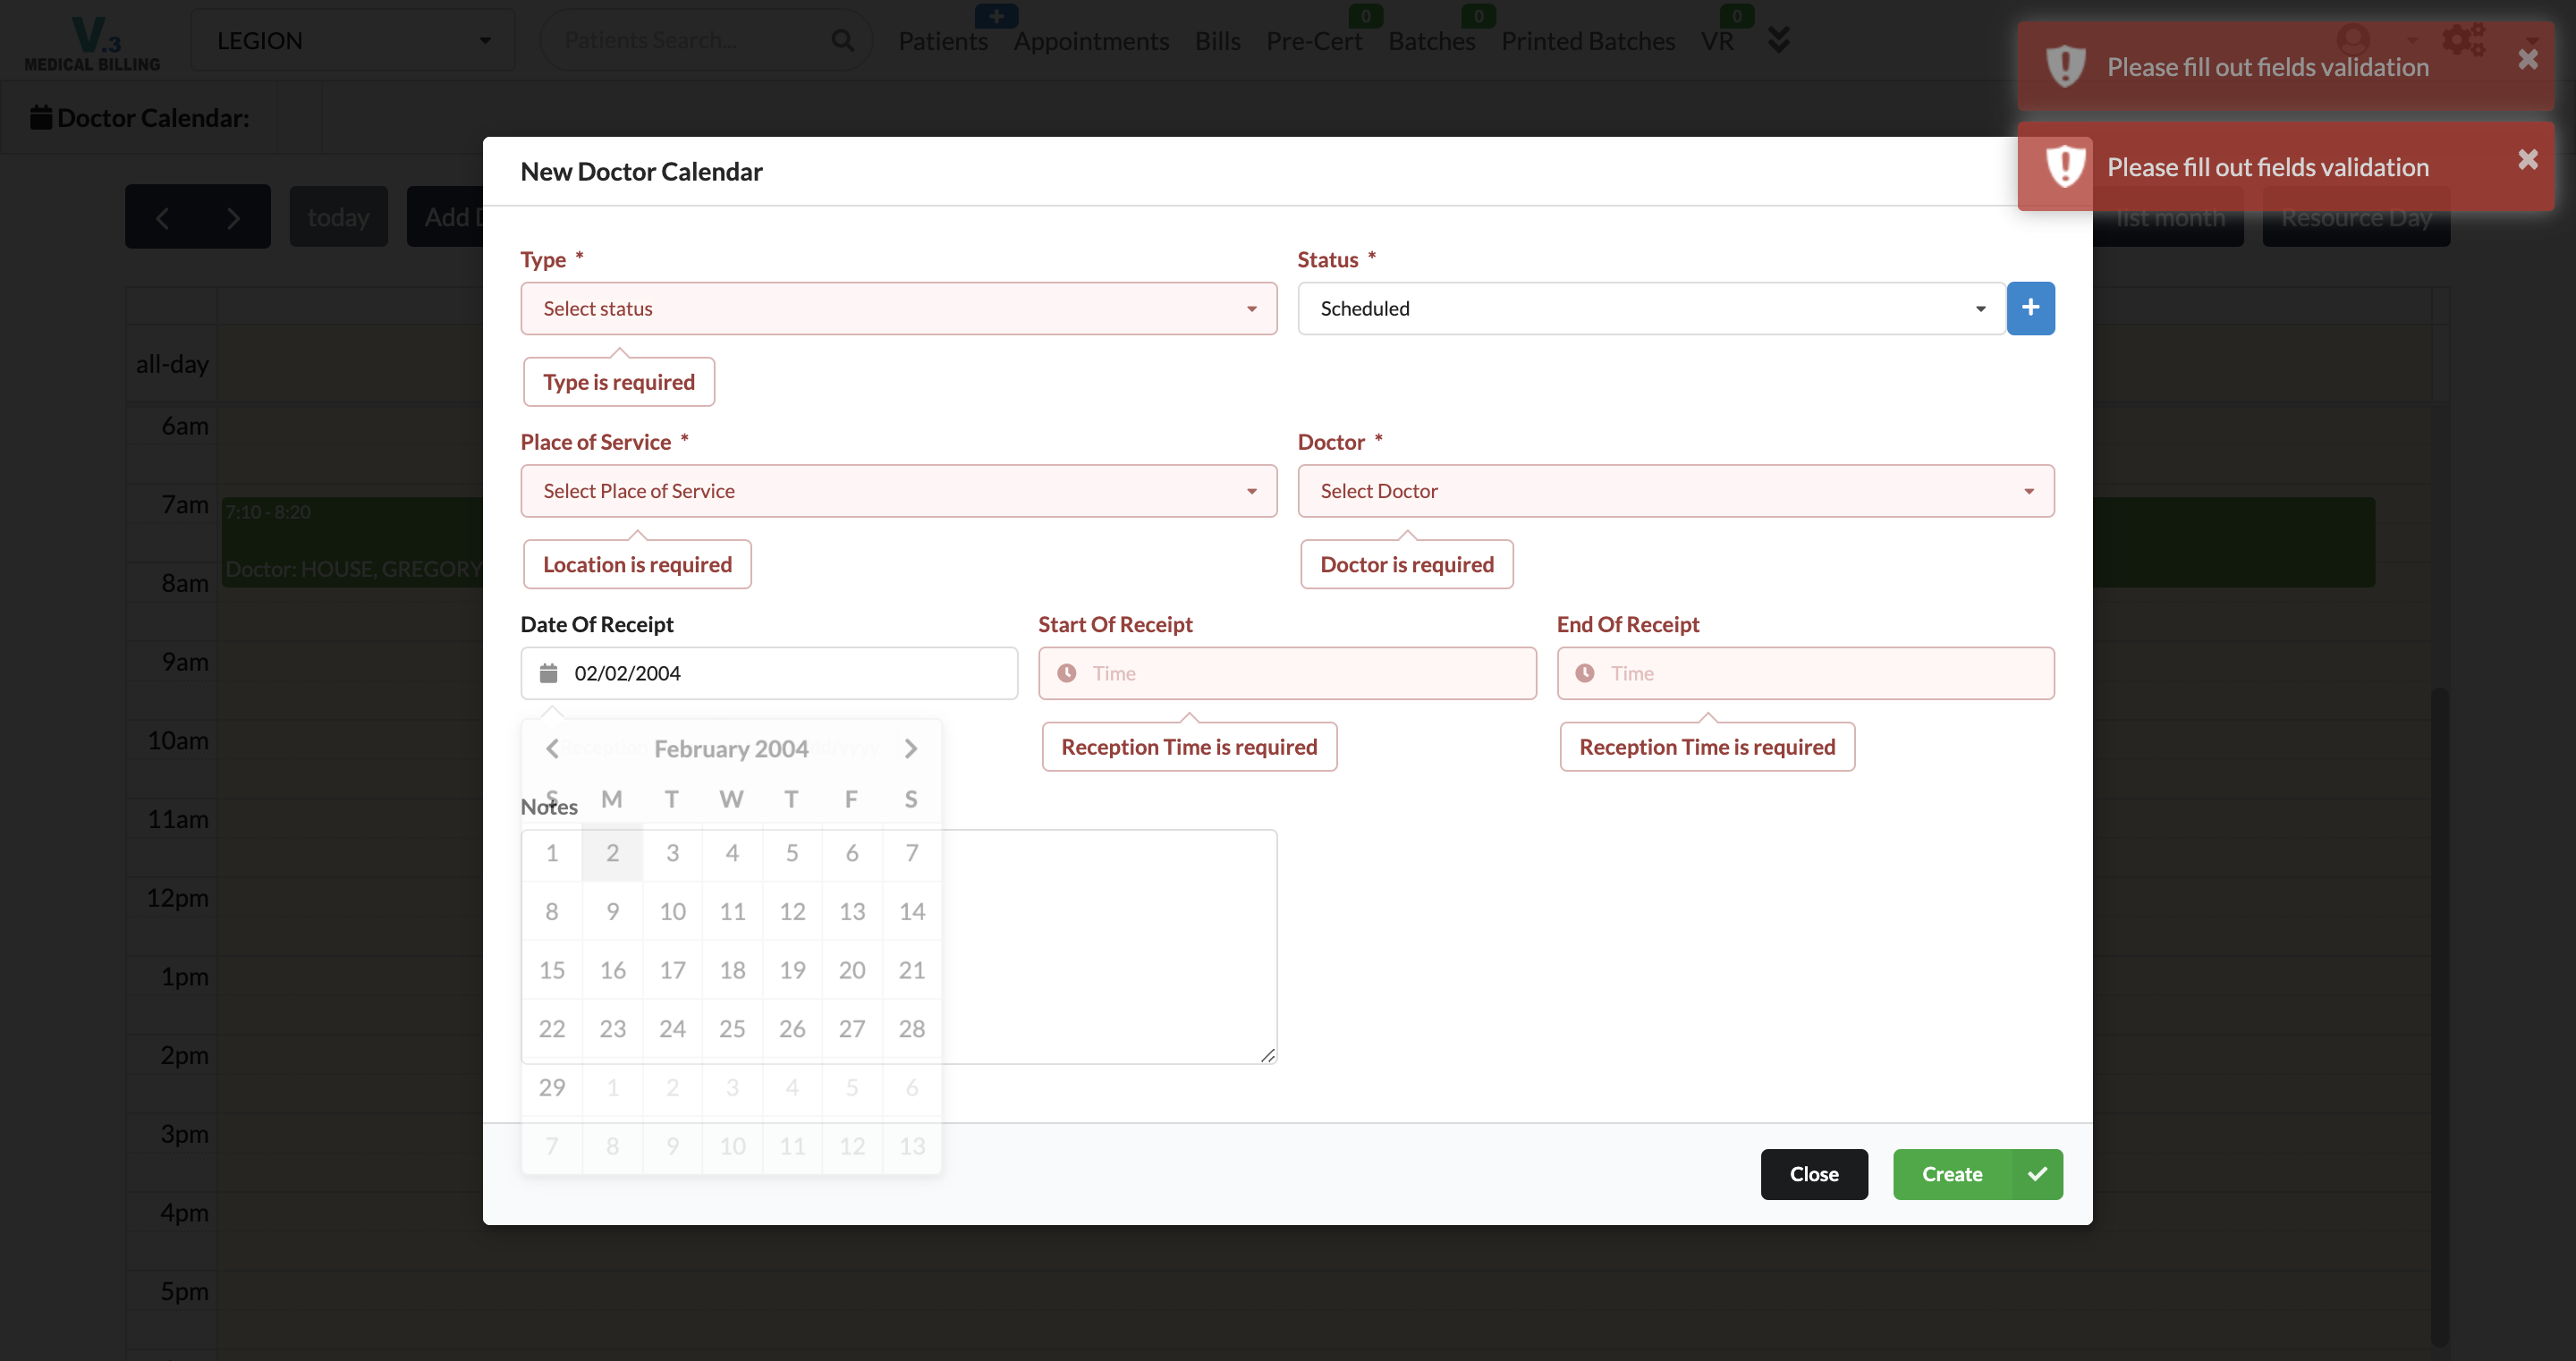 V.3
MEDICAL BILLING
LEGION
Patients Search...
Patients
Appointments
Bills
Pre-Cert
0
Batches
0
Printed Batches
VR
0
Please fill out fields validation
Please fill out fields validation
Doctor Calendar:
today
Add
list month
Resource Day
New Doctor Calendar
Type *
Status *
Select status
Scheduled
Type is required
Place of Service *
Doctor *
Select Place of Service
Select Doctor
Location is required
Doctor is required
Date Of Receipt
Start Of Receipt
End Of Receipt
02/02/2004
Time
Time
Reception Time is required
Reception Time is required
February 2004
S M T W T F S
Notes
1 2 3 4 5 6 7
8 9 10 11 12 13 14
15 16 17 18 19 20 21
22 23 24 25 26 27 28
29 1 2 3 4 5 6
7 8 9 10 11 12 13
Close
Create
all-day
6am
7am
7:10 - 8:20
Doctor: HOUSE, GREGORY
8am
9am
10am
11am
12pm
1pm
2pm
3pm
4pm
5pm